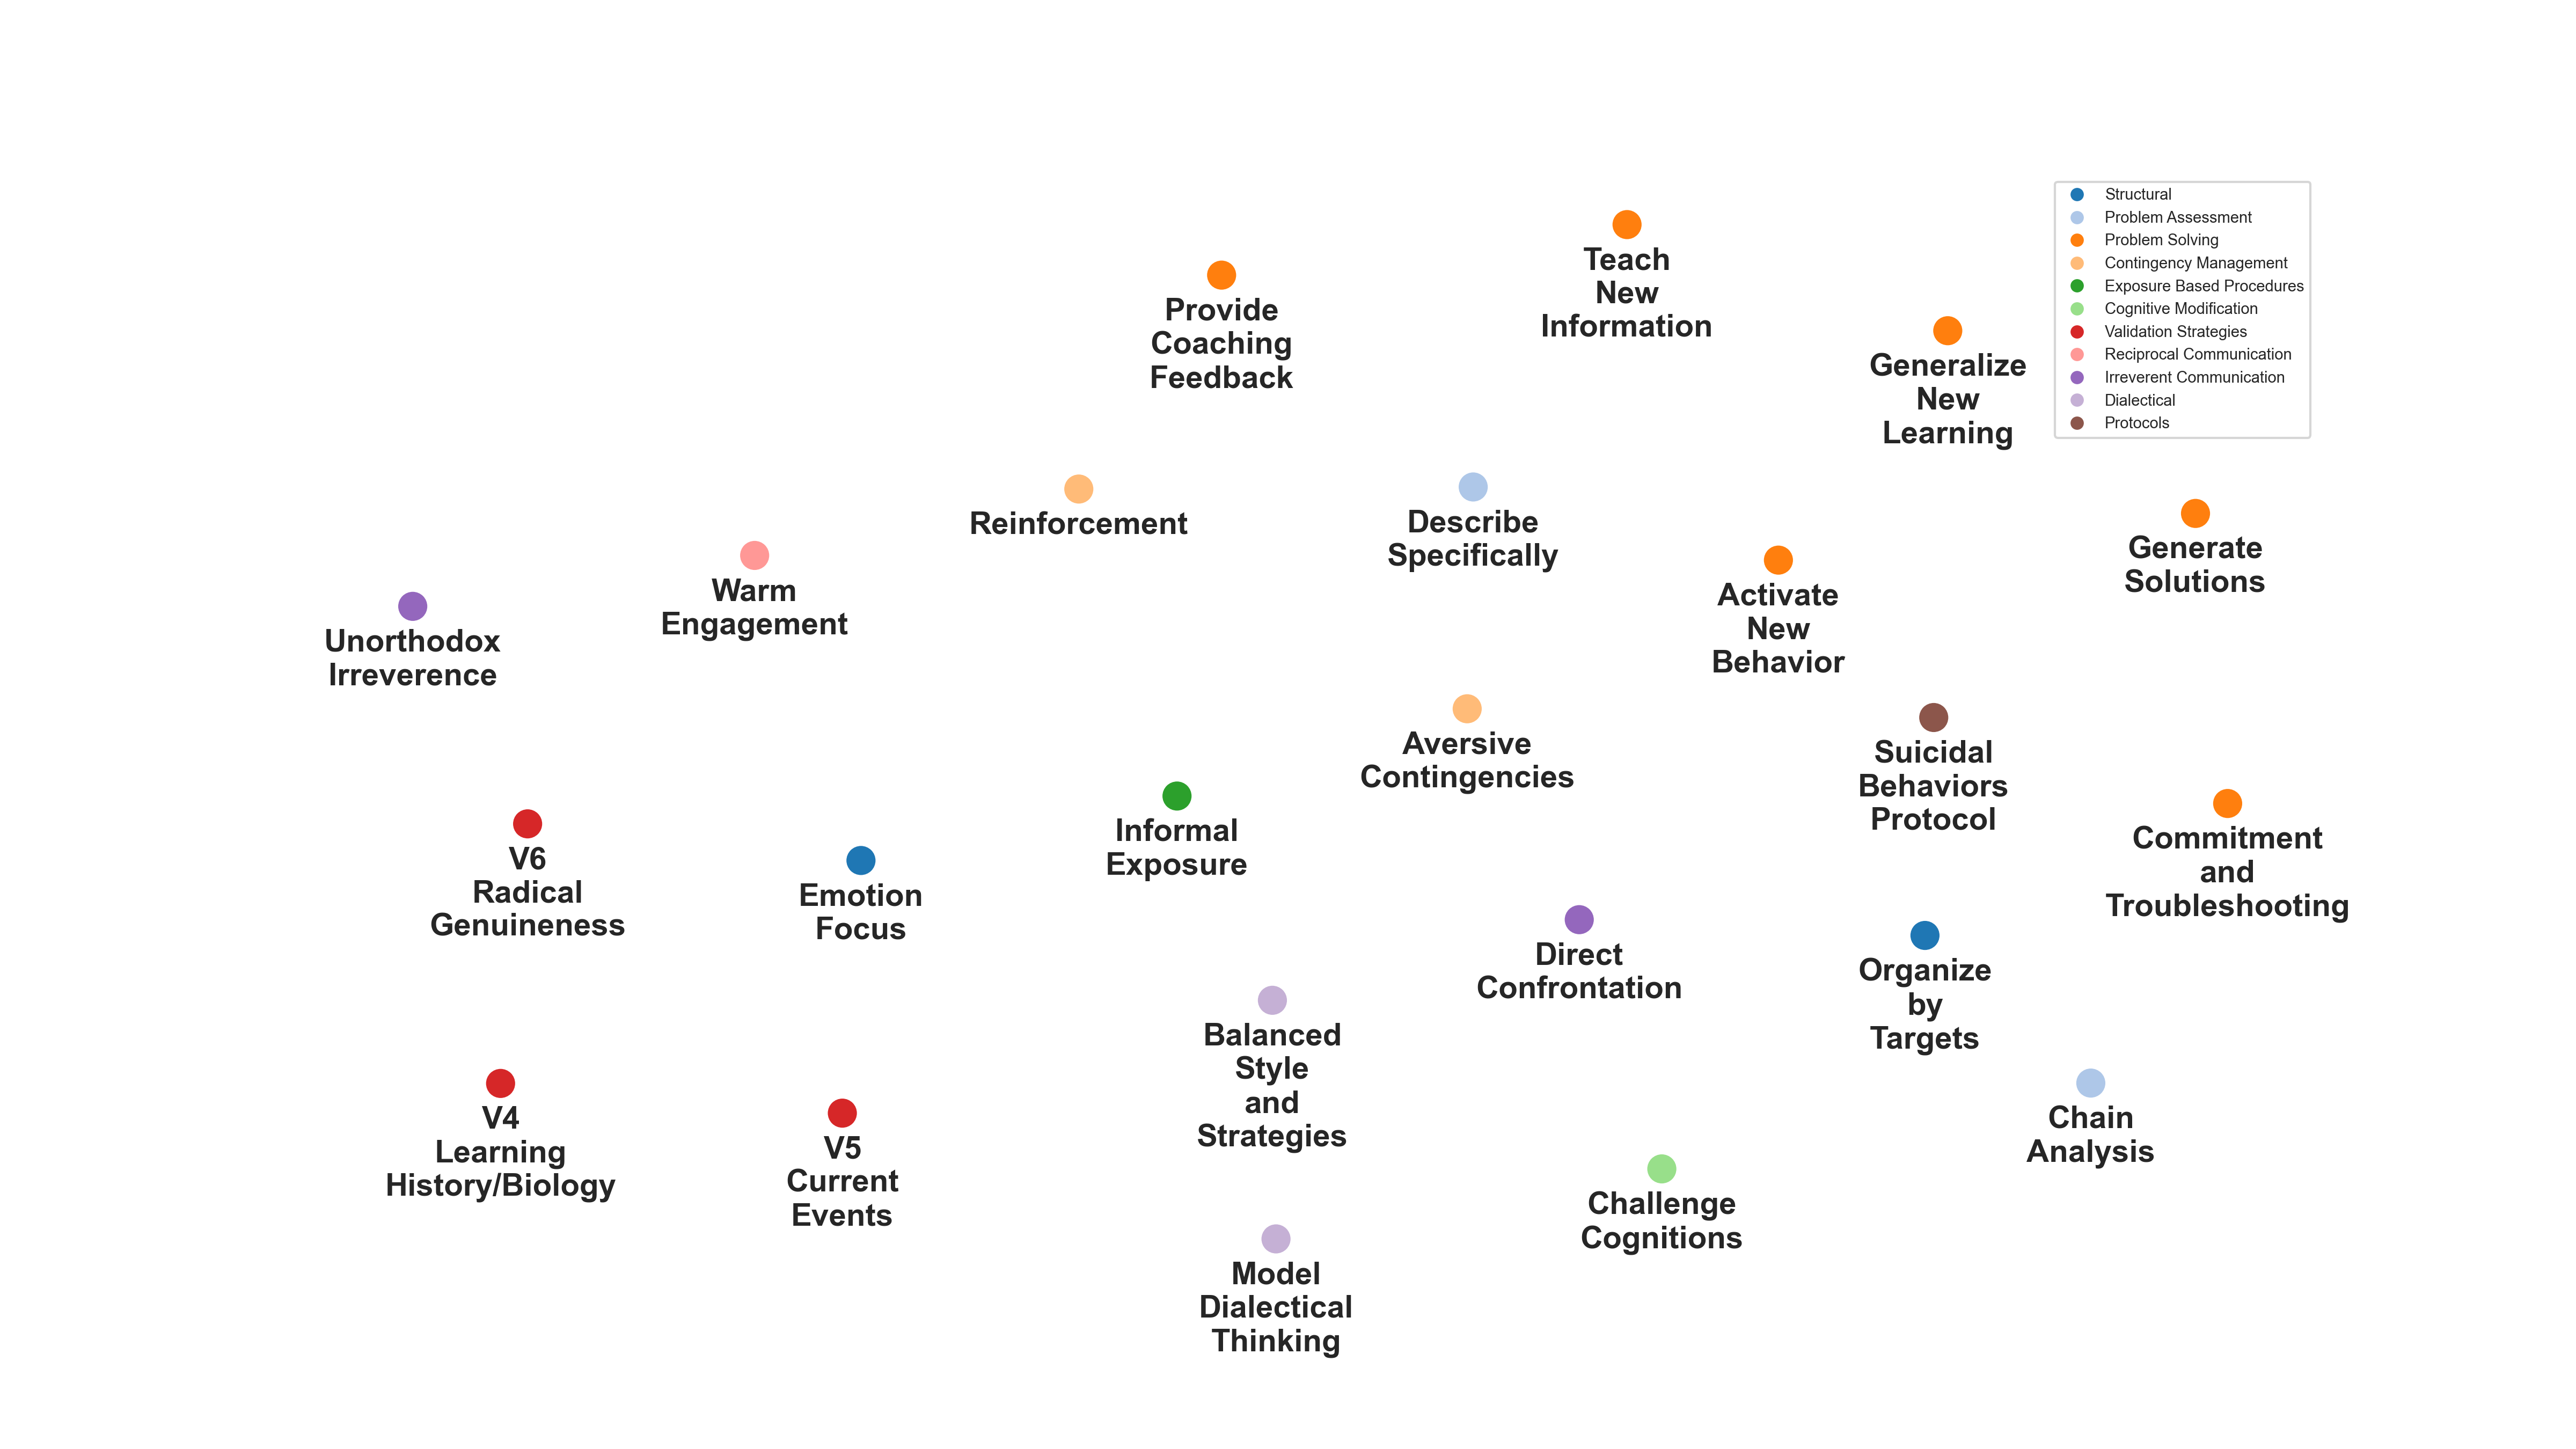 Structural
Problem Assessment
Problem Solving
Contingency Management
Exposure Based Procedures
Cognitive Modification
Validation Strategies
Reciprocal Communication
Irreverent Communication
Dialectical
Protocols
Teach
New
Information
Provide
Coaching
Feedback
Generalize
New
Learning
Reinforcement
Describe
Specifically
Generate
Solutions
Warm
Engagement
Activate
New
Behavior
Unorthodox
Irreverence
Aversive
Contingencies
Suicidal
Behaviors
Protocol
Informal
Exposure
Commitment
and
Troubleshooting
V6
Radical
Genuineness
Emotion
Focus
Direct
Confrontation
Organize
by
Targets
Balanced
Style
and
Strategies
V4
Learning
History/Biology
Chain
Analysis
V5
Current
Events
Challenge
Cognitions
Model
Dialectical
Thinking